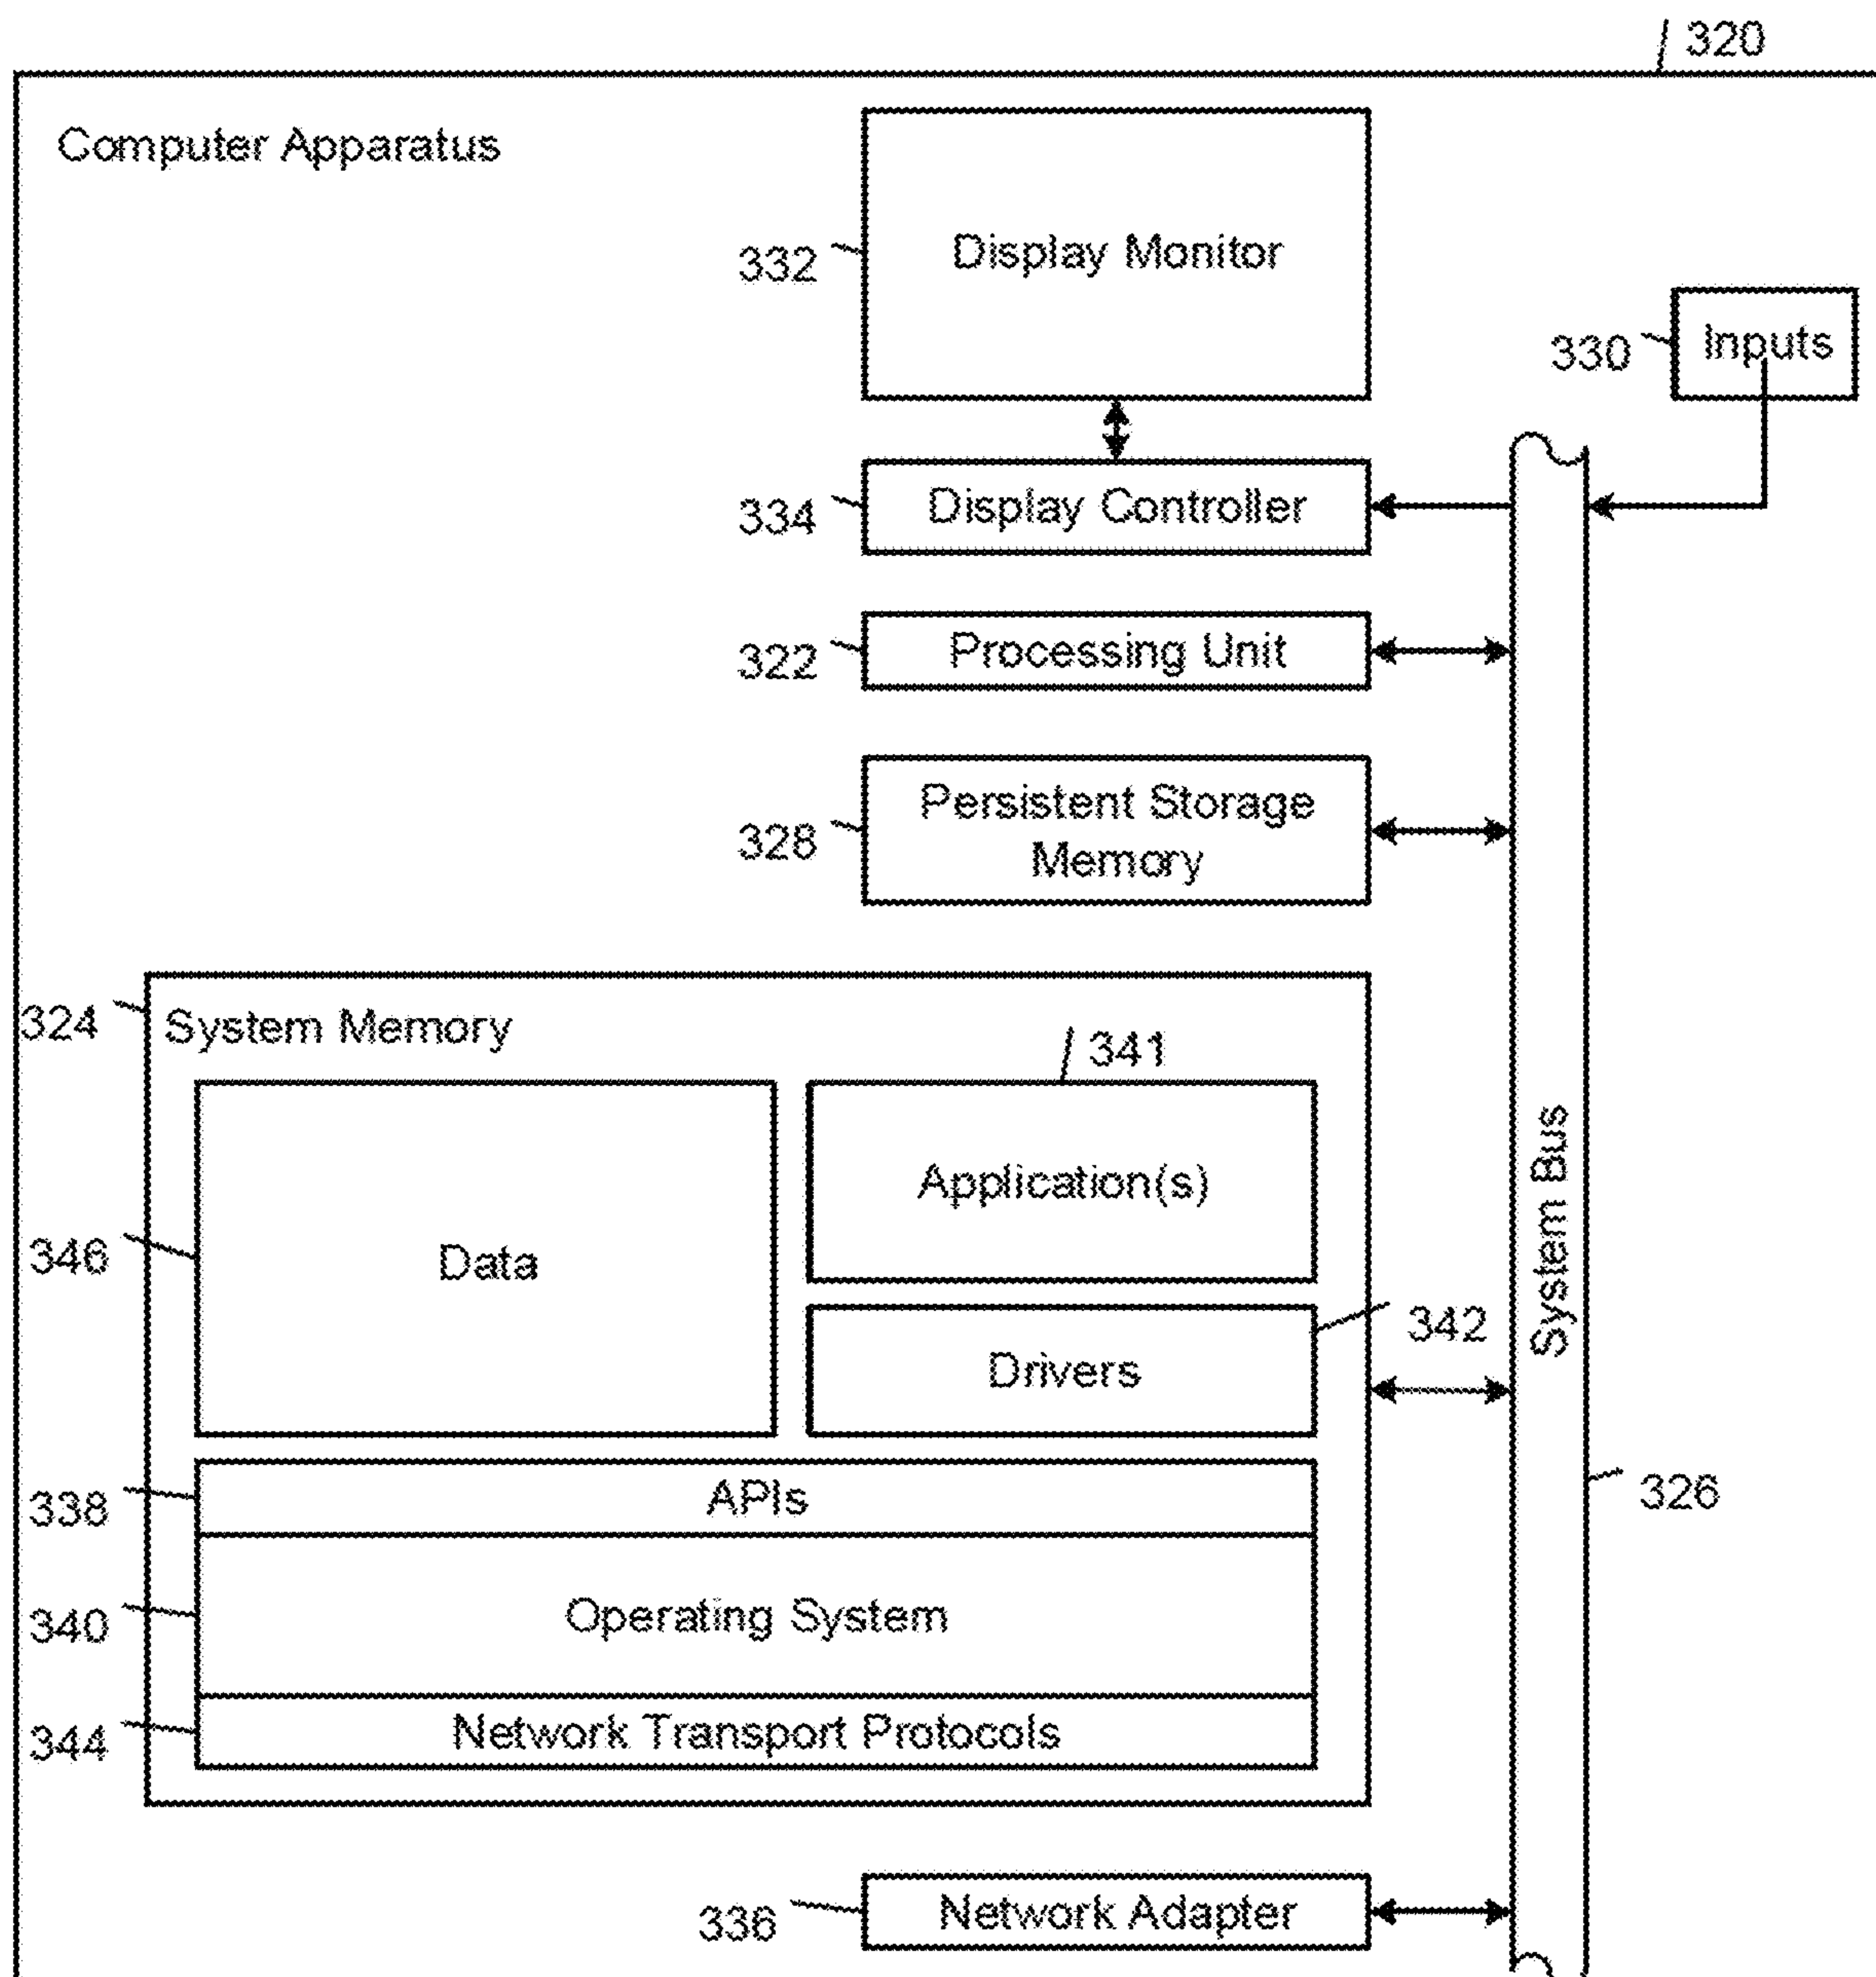 320
Computer Apparatus
332
Display Monitor
330
Inputs
334
Display Controller
322
Processing Unit
328
Persistent Storage
Memory
324
System Memory
341
Application(s)
346
Data
342
Drivers
System Bus
338
APIs
326
340
Operating System
344
Network Transport Protocols
336
Network Adapter